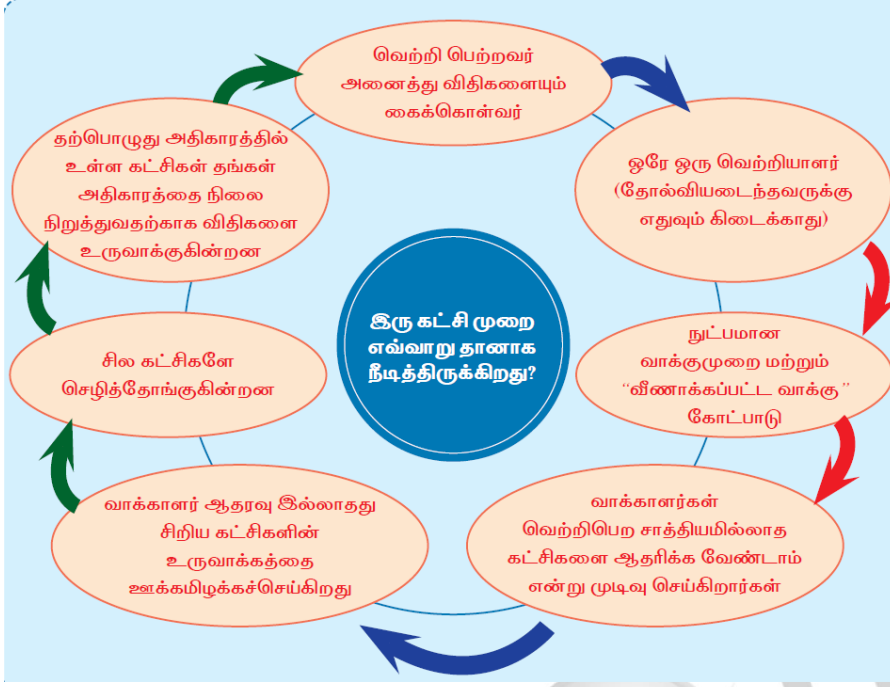 வெற்றி பெற்றவர்
அனைத்து விதிகளையும்
கைக்கொள்வர்
ஒரே ஒரு வெற்றியாளர்
(தோல்வியடைந்தவருக்கு
எதுவும் கிடைக்காது)
நுட்பமான
வாக்குமுறை மற்றும்
“வீணாக்கப்பட்ட வாக்கு”
கோட்பாடு
வாக்காளர்கள்
வெற்றிபெற சாத்தியமில்லாத
கட்சிகளை ஆதரிக்க வேண்டாம்
என்று முடிவு செய்கிறார்கள்
வாக்காளர் ஆதரவு இல்லாதது
சிறிய கட்சிகளின்
உருவாக்கத்தை
ஊக்கமிழக்கச்செய்கிறது
சில கட்சிகளே
செழித்தோங்குகின்றன
தற்பொழுது அதிகாரத்தில்
உள்ள கட்சிகள் தங்கள்
அதிகாரத்தை நிலை
நிறுத்துவதற்காக விதிகளை
உருவாக்குகின்றன
இரு கட்சி முறை
எவ்வாறு தானாக
நீடித்திருக்கிறது?